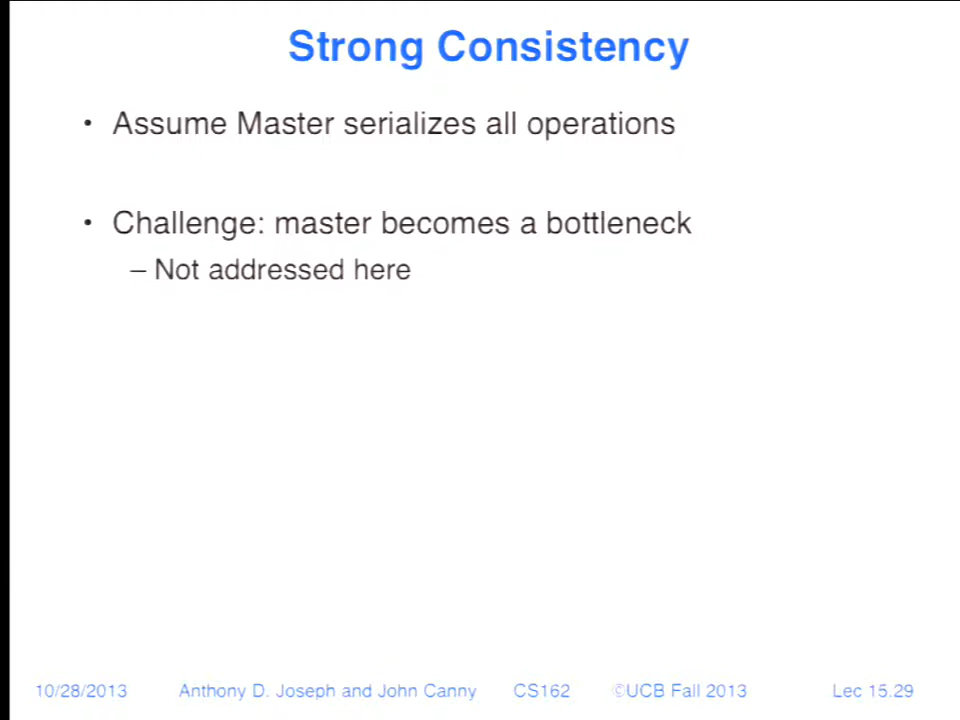 Strong Consistency
• Assume Master serializes all operations
• Challenge: master becomes a bottleneck
– Not addressed here
10/28/2013 Anthony D. Joseph and John Canny CS162 ©UCB Fall 2013 Lec 15.29